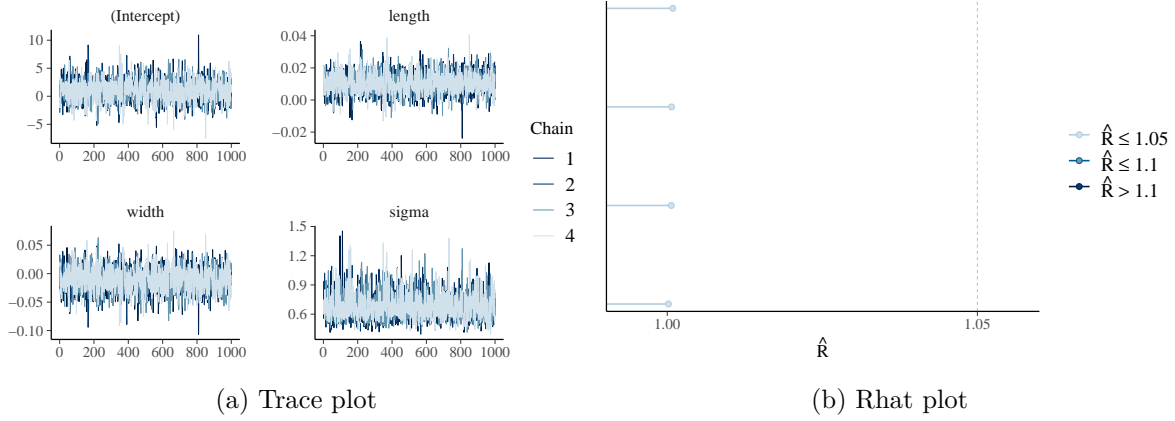 (Intercept)
length
10
5
0
−5
0.04
0.02
0.00
−0.02
0 200 400 600 800 1000
0 200 400 600 800 1000
width
sigma
0.05
0.00
−0.05
−0.10
1.5
1.2
0.9
0.6
0 200 400 600 800 1000
0 200 400 600 800 1000
Chain
1
2
3
4
(a) Trace plot
1.00
1.05
R̂
R̂ ≤ 1.05
R̂ ≤ 1.1
R̂ > 1.1
(b) Rhat plot